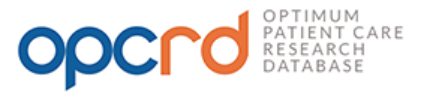 opcrd
OPTIMUM
PATIENT CARE
RESEARCH
DATABASE